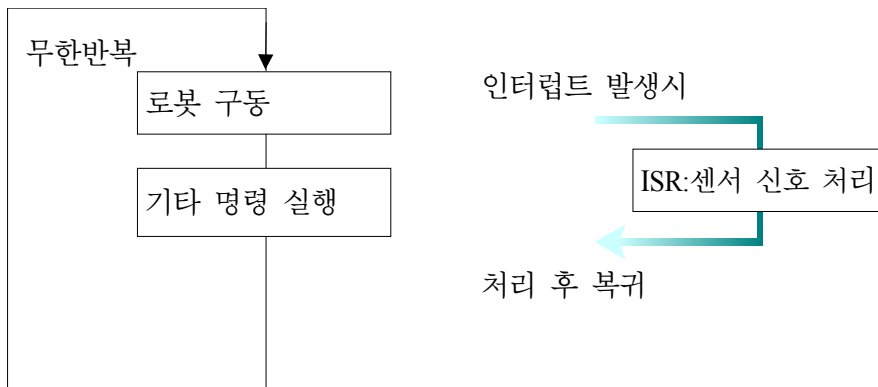 무한반복
로봇 구동
기타 명령 실행
인터럽트 발생시
ISR:센서 신호 처리
처리 후 복귀